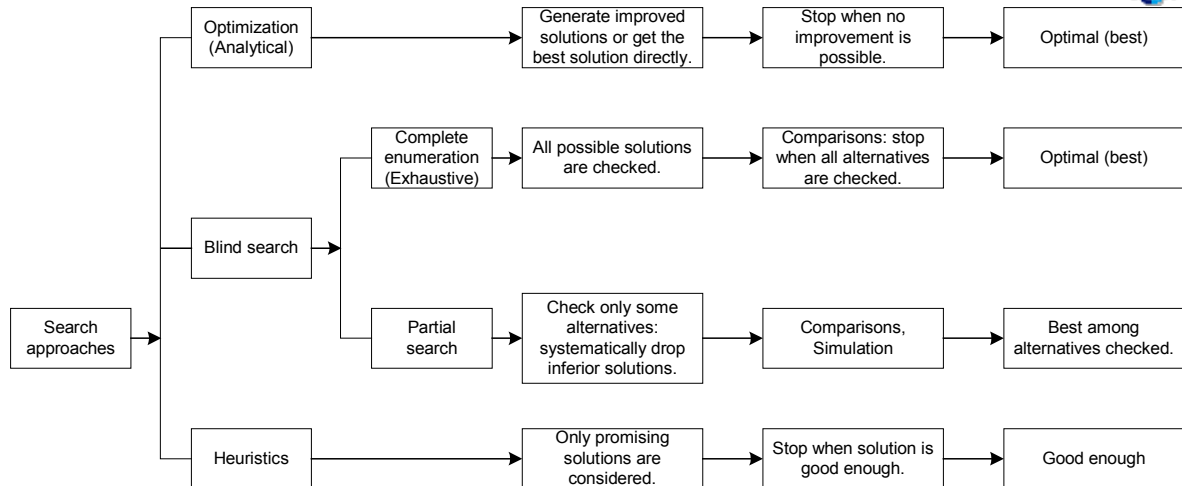 Optimization
(Analytical)
Generate improved
solutions or get the
best solution directly.
Stop when no
improvement is
possible.
Optimal (best)
Complete
enumeration
(Exhaustive)
All possible solutions
are checked.
Comparisons: stop
when all alternatives
are checked.
Optimal (best)
Blind search
Search
approaches
Partial
search
Check only some
alternatives:
systematically drop
inferior solutions.
Comparisons,
Simulation
Best among
alternatives checked.
Heuristics
Only promising
solutions are
considered.
Stop when solution is
good enough.
Good enough